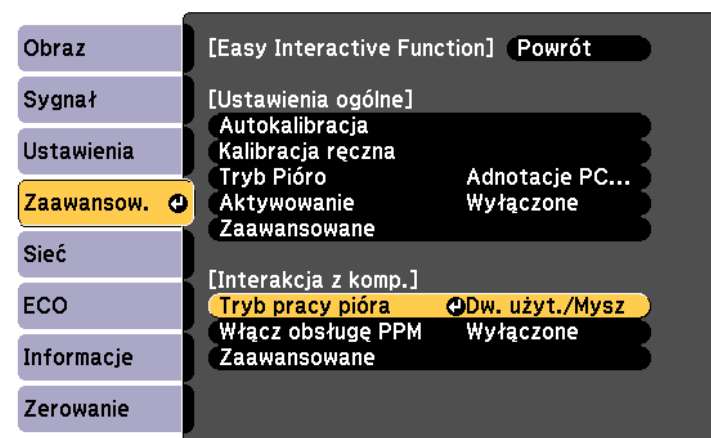 Obraz
Sygnał
Ustawienia
Zaawansow.
Sieć
ECO
Informacje
Zerowanie
[Easy Interactive Function] Powrót
[Ustawienia ogólne]
Autokalibracja
Kalibracja ręczna
Tryb Pióro Adnotacje PC...
Aktywowanie Wyłączone
Zaawansowane
[Interakcja z komp.]
Tryb pracy pióra Dw. użyt./Mysz
Włącz obsługę PPM Wyłączone
Zaawansowane